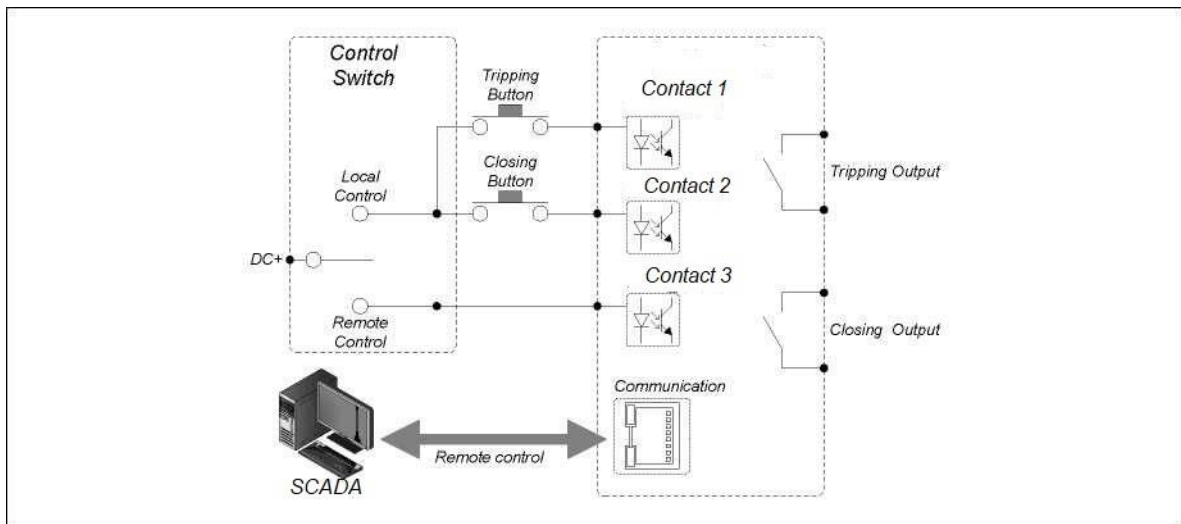 Control
Switch
Tripping
Button
Contact 1
Closing
Button
Local
Control
Contact 2
Tripping Output
DC+
Contact 3
Remote
Control
Closing Output
Communication
Remote control
SCADA